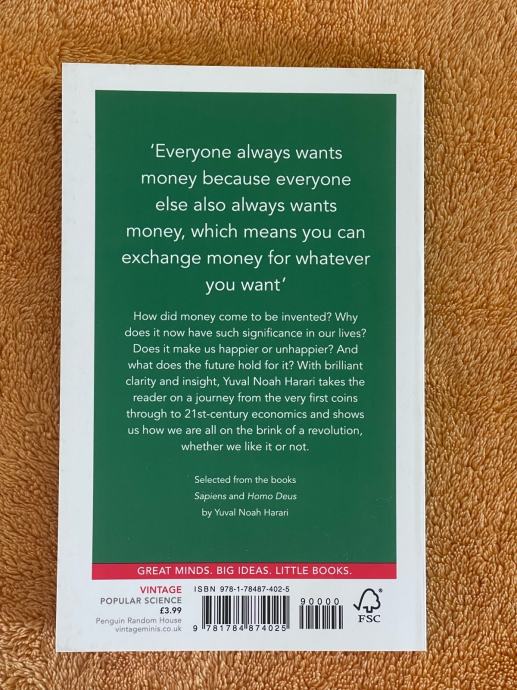 ‘Everyone always wants
money because everyone
else also always wants
money, which means you can
exchange money for whatever
you want’
How did money come to be invented? Why
does it now have such significance in our lives?
Does it make us happier or unhappier? And
what does the future hold for it? With brilliant
clarity and insight, Yuval Noah Harari takes the
reader on a journey from the very first coins
through to 21st-century economics and shows
us how we are all on the brink of a revolution,
whether we like it or not.
Selected from the books
Sapiens and Homo Deus
by Yuval Noah Harari
GREAT MINDS. BIG IDEAS. LITTLE BOOKS.
VINTAGE
POPULAR SCIENCE
£3.99
Penguin Random House
vintageminis.co.uk
ISBN 978-1-78487-402-5
90000
9 781784 874025
FSC